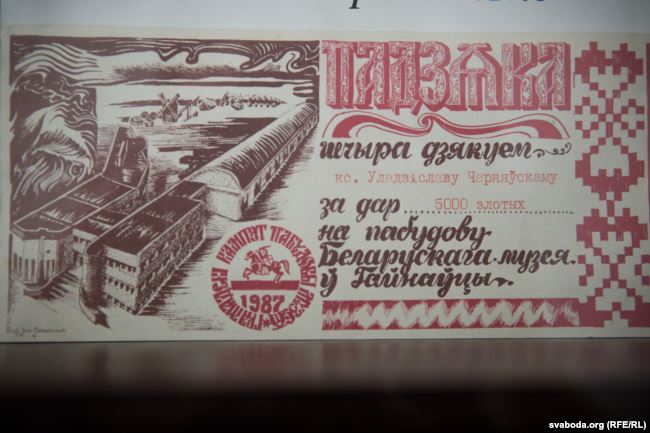 ПАДЗѦКА
шчыра дзякуем
кс. Уладзіславу Чарняўскаму
за дар 5000 злотых
на пабудову
Беларускага музея
ў Гайнаўцы.
1987
svaboda.org (RFE/RL)